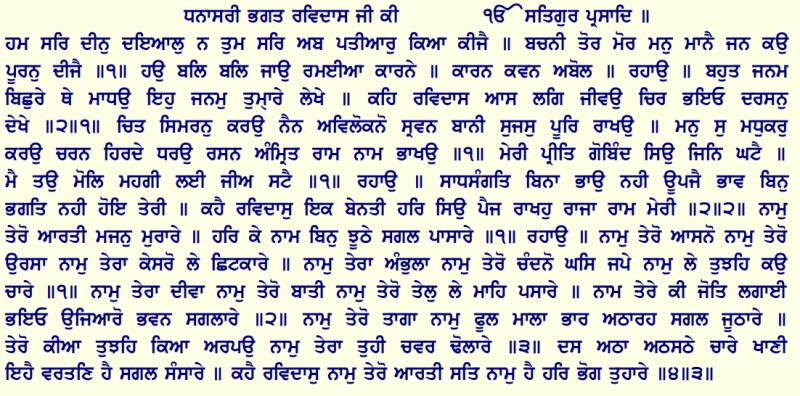 ਧਨਾਸਰੀ ਭਗਤ ਰਵਿਦਾਸ ਜੀ ਕੀ ੴ ਸਤਿਗੁਰ ਪ੍ਰਸਾਦਿ ॥
ਹਮ ਸਰਿ ਦੀਨੁ ਦਇਆਲੁ ਨ ਤੁਮ ਸਰਿ ਅਬ ਪਤੀਆਰੁ ਕਿਆ ਕੀਜੈ ॥ ਬਚਨੀ ਤੋਰ ਮੋਰ ਮਨੁ ਮਾਨੈ ਜਨ ਕਉ
ਪੂਰਨੁ ਦੀਜੈ ॥੧॥ ਹਉ ਬਲਿ ਬਲਿ ਜਾਉ ਰਮਈਆ ਕਾਰਨੇ ॥ ਕਾਰਨ ਕਵਨ ਅਬੋਲ ॥ ਰਹਾਉ ॥ ਬਹੁਤ ਜਨਮ
ਬਿਛੁਰੇ ਥੇ ਮਾਧਉ ਇਹੁ ਜਨਮੁ ਤੁਮ੍ਹਾਰੇ ਲੇਖੇ ॥ ਕਹਿ ਰਵਿਦਾਸ ਆਸ ਲਗਿ ਜੀਵਉ ਚਿਰ ਭਇਓ ਦਰਸਨੁ
ਦੇਖੇ ॥੨॥੧॥ ਚਿਤ ਸਿਮਰਨੁ ਕਰਉ ਨੈਨ ਅਵਿਲੋਕਨੋ ਸ੍ਰਵਨ ਬਾਨੀ ਸੁਜਸੁ ਪੂਰਿ ਰਾਖਉ ॥ ਮਨੁ ਸੁ ਮਧੁਕਰੁ
ਕਰਉ ਚਰਨ ਹਿਰਦੇ ਧਰਉ ਰਸਨ ਅੰਮ੍ਰਿਤ ਰਾਮ ਨਾਮ ਭਾਖਉ ॥੧॥ ਮੇਰੀ ਪ੍ਰੀਤਿ ਗੋਬਿੰਦ ਸਿਉ ਜਿਨਿ ਘਟੈ ॥
ਮੈ ਤਉ ਮੋਲਿ ਮਹਗੀ ਲਈ ਜੀਅ ਸਟੈ ॥੧॥ ਰਹਾਉ ॥ ਸਾਧਸੰਗਤਿ ਬਿਨਾ ਭਾਉ ਨਹੀ ਊਪਜੈ ਭਾਵ ਬਿਨੁ
ਭਗਤਿ ਨਹੀ ਹੋਇ ਤੇਰੀ ॥ ਕਹੈ ਰਵਿਦਾਸੁ ਇਕ ਬੇਨਤੀ ਹਰਿ ਸਿਉ ਪੈਜ ਰਾਖਹੁ ਰਾਜਾ ਰਾਮ ਮੇਰੀ ॥੨॥੨॥ ਨਾਮੁ
ਤੇਰੋ ਆਰਤੀ ਮਜਨੁ ਮੁਰਾਰੇ ॥ ਹਰਿ ਕੇ ਨਾਮ ਬਿਨੁ ਝੂਠੇ ਸਗਲ ਪਾਸਾਰੇ ॥੧॥ ਰਹਾਉ ॥ ਨਾਮੁ ਤੇਰੋ ਆਸਨੋ ਨਾਮੁ ਤੇਰੋ
ਉਰਸਾ ਨਾਮੁ ਤੇਰਾ ਕੇਸਰੋ ਲੇ ਛਿਟਕਾਰੇ ॥ ਨਾਮੁ ਤੇਰਾ ਅੰਭੁਲਾ ਨਾਮੁ ਤੇਰੋ ਚੰਦਨੋ ਘਸਿ ਜਪੇ ਨਾਮੁ ਲੇ ਤੁਝਹਿ ਕਉ
ਚਾਰੇ ॥੧॥ ਨਾਮੁ ਤੇਰਾ ਦੀਵਾ ਨਾਮੁ ਤੇਰੋ ਬਾਤੀ ਨਾਮੁ ਤੇਰੋ ਤੇਲੁ ਲੇ ਮਾਹਿ ਪਸਾਰੇ ॥ ਨਾਮ ਤੇਰੇ ਕੀ ਜੋਤਿ ਲਗਾਈ
ਭਇਓ ਉਜਿਆਰੋ ਭਵਨ ਸਗਲਾਰੇ ॥੨॥ ਨਾਮੁ ਤੇਰੋ ਤਾਗਾ ਨਾਮੁ ਫੂਲ ਮਾਲਾ ਭਾਰ ਅਠਾਰਹ ਸਗਲ ਜੂਠਾਰੇ ॥
ਤੇਰੋ ਕੀਆ ਤੁਝਹਿ ਕਿਆ ਅਰਪਉ ਨਾਮੁ ਤੇਰਾ ਤੁਹੀ ਚਵਰ ਢੋਲਾਰੇ ॥੩॥ ਦਸ ਅਠਾ ਅਠਸਠੇ ਚਾਰੇ ਖਾਣੀ
ਇਹੈ ਵਰਤਣਿ ਹੈ ਸਗਲ ਸੰਸਾਰੇ ॥ ਕਹੈ ਰਵਿਦਾਸੁ ਨਾਮੁ ਤੇਰੋ ਆਰਤੀ ਸਤਿ ਨਾਮੁ ਹੈ ਹਰਿ ਭੋਗ ਤੁਹਾਰੇ ॥੪॥੩॥